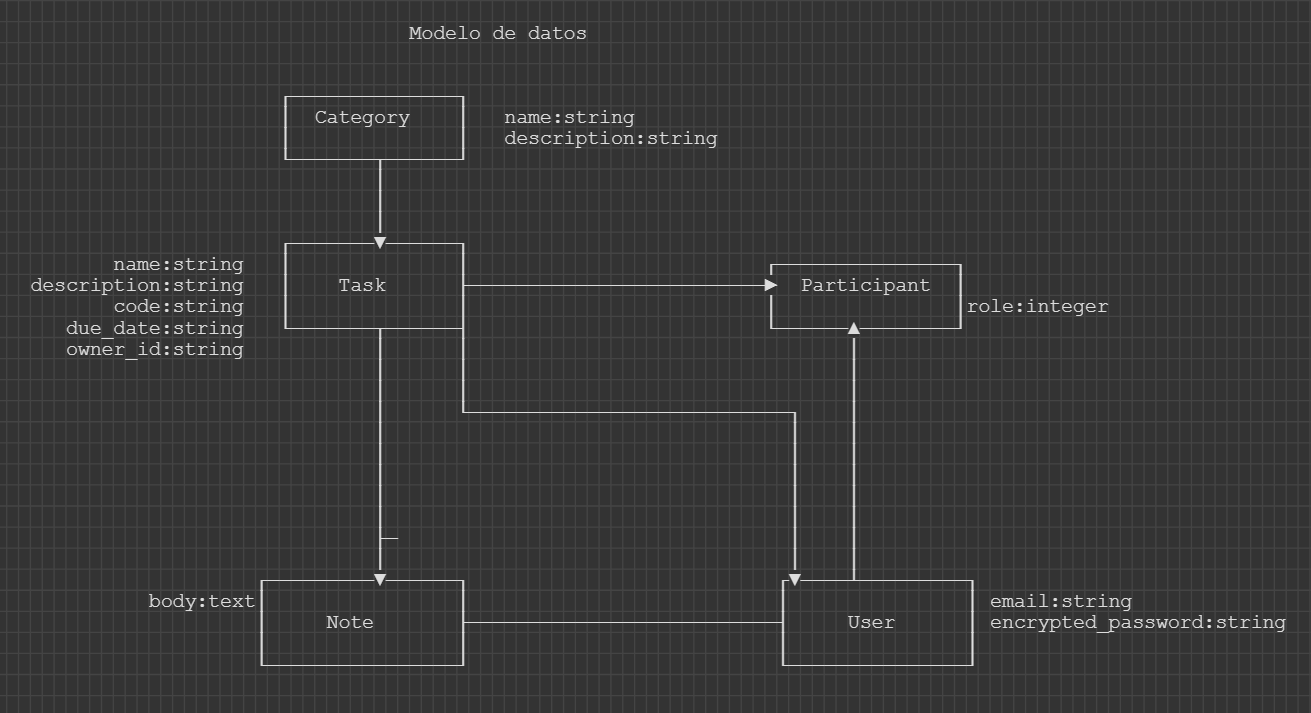 Modelo de datos
Category
name:string
description:string
name:string
description:string
code:string
due_date:string
owner_id:string
Task
Participant
role:integer
body:text
Note
User
email:string
encrypted_password:string